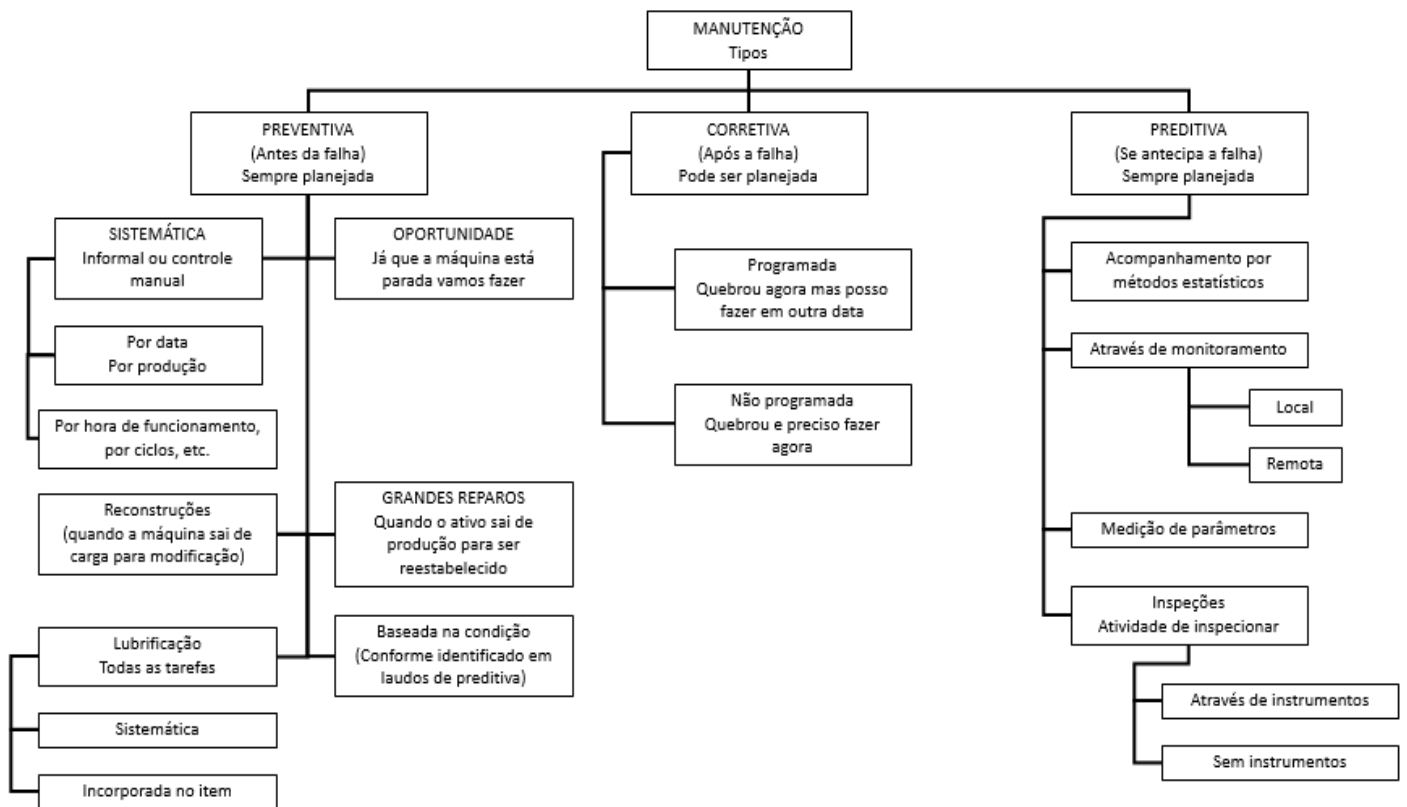 MANUTENÇÃO
Tipos
PREVENTIVA
(Antes da falha)
Sempre planejada
CORRETIVA
(Após a falha)
Pode ser planejada
PREDITIVA
(Se antecipa a falha)
Sempre planejada
SISTEMÁTICA
Informal ou controle
manual
OPORTUNIDADE
Já que a máquina está
parada vamos fazer
Por data
Por produção
Por hora de funcionamento,
por ciclos, etc.
Reconstruções
(quando a máquina sai de
carga para modificação)
GRANDES REPAROS
Quando o ativo sai de
produção para ser
reestabelecido
Lubrificação
Todas as tarefas
Baseada na condição
(Conforme identificado em
laudos de preditiva)
Sistemática
Incorporada no item
Programada
Quebrou agora mas posso
fazer em outra data
Não programada
Quebrou e preciso fazer
agora
Acompanhamento por
métodos estatísticos
Através de monitoramento
Local
Remota
Medição de parâmetros
Inspeções
Atividade de inspecionar
Através de instrumentos
Sem instrumentos